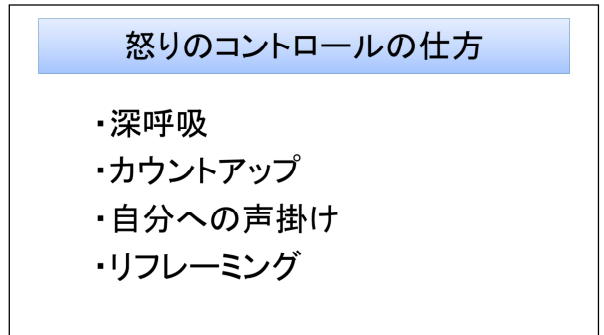 怒りのコントロールの仕方
・深呼吸
・カウントアップ
・自分への声掛け
・リフレーミング